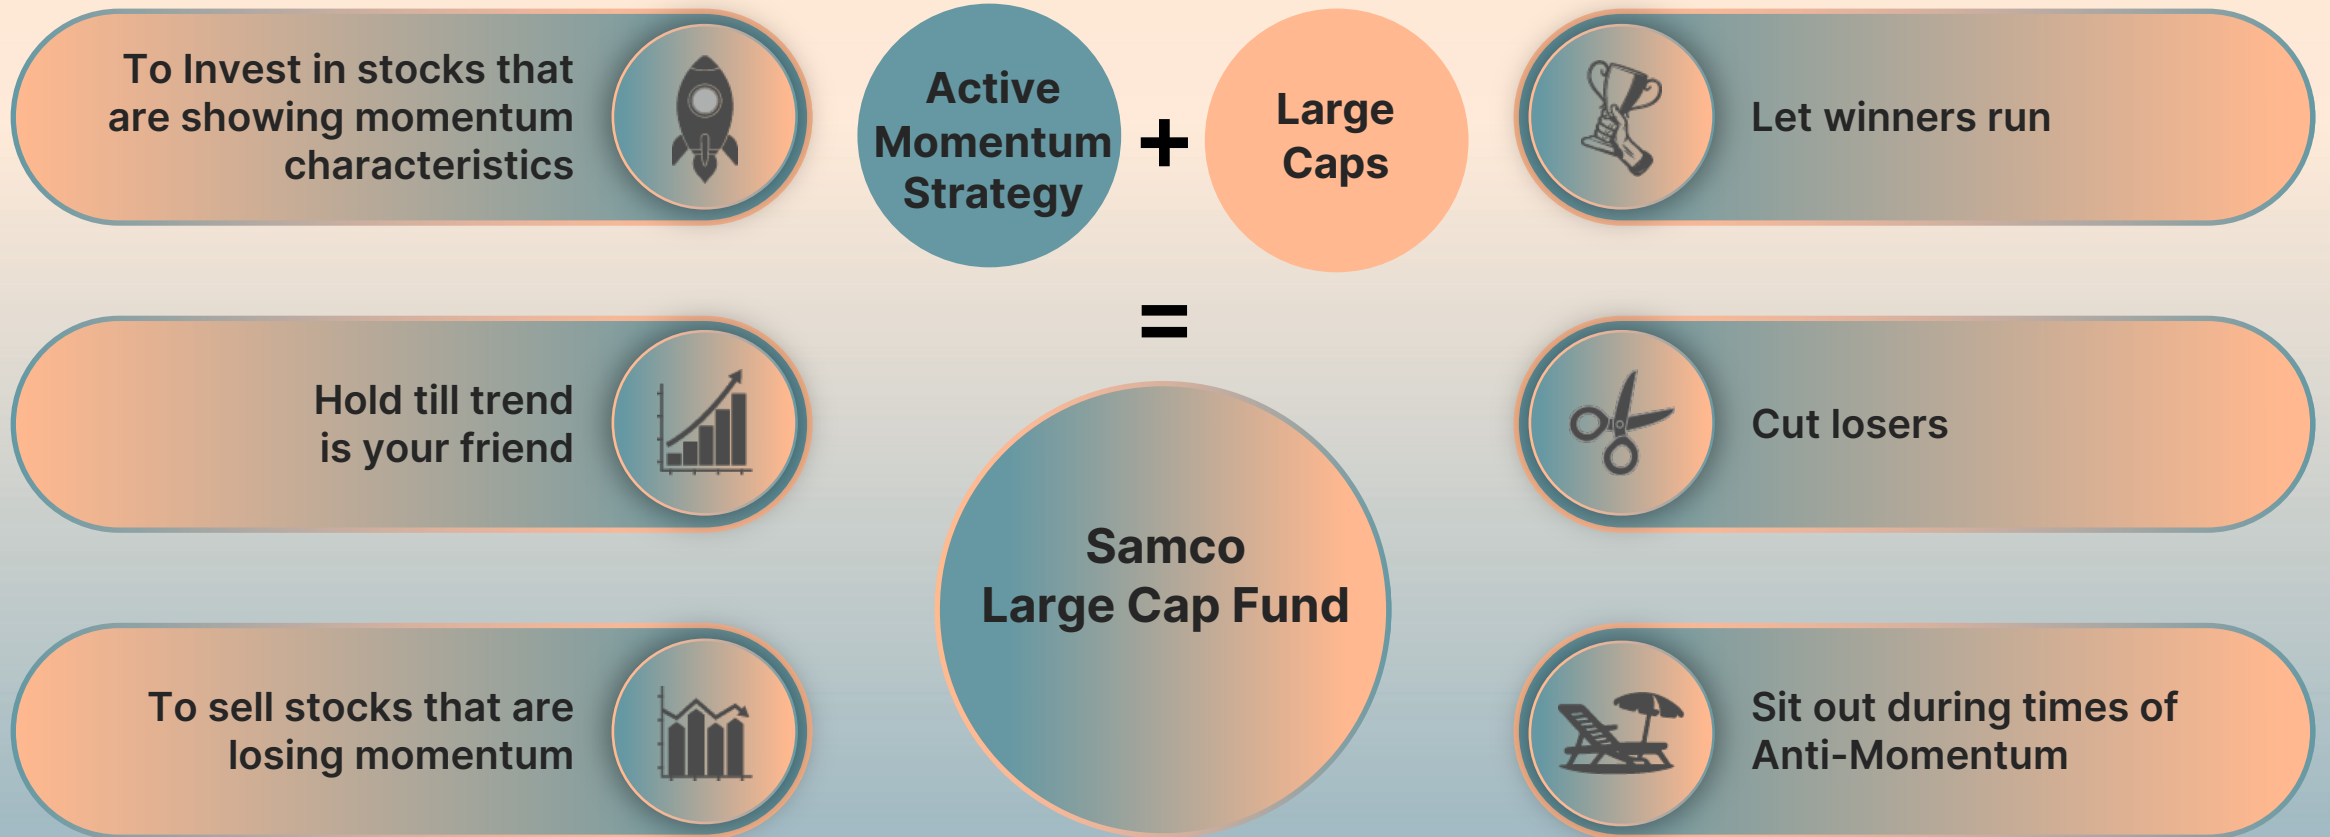 To Invest in stocks that
are showing momentum
characteristics
Hold till trend
is your friend
To sell stocks that are
losing momentum
Active
Momentum
Strategy
+
Large
Caps
=
Samco
Large Cap Fund
Let winners run
Cut losers
Sit out during times of
Anti-Momentum